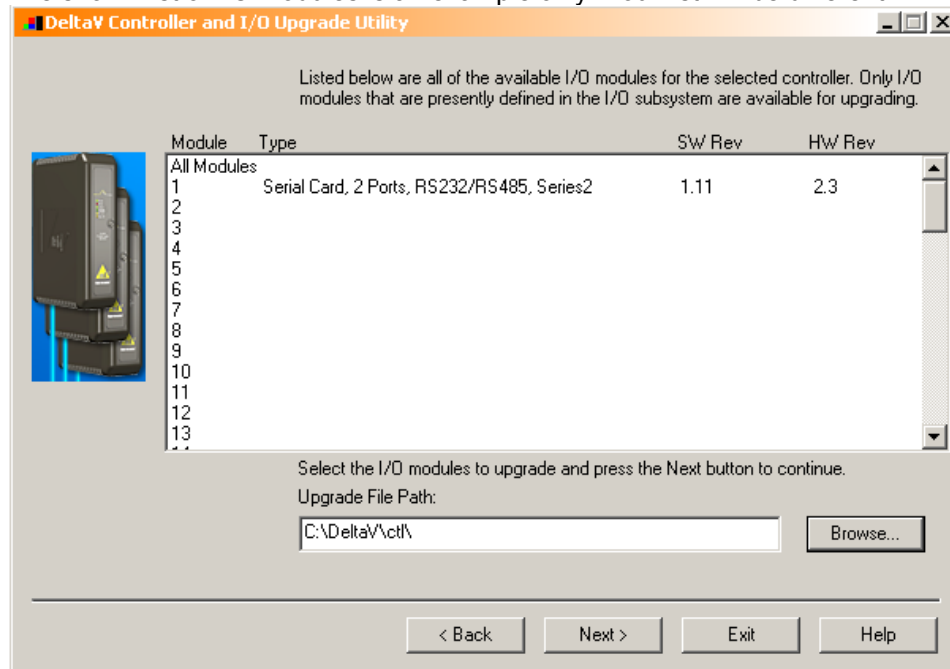 DeltaV Controller and I/O Upgrade Utility
Listed below are all of the available I/O modules for the selected controller. Only I/O
modules that are presently defined in the I/O subsystem are available for upgrading.
Module Type SW Rev HW Rev
All Modules
1 Serial Card, 2 Ports, RS232/RS485, Series2 1.11 2.3
2
3
4
5
6
7
8
9
10
11
12
13
Select the I/O modules to upgrade and press the Next button to continue.
Upgrade File Path:
C:\DeltaV\ctl\
Browse...
< Back Next > Exit Help